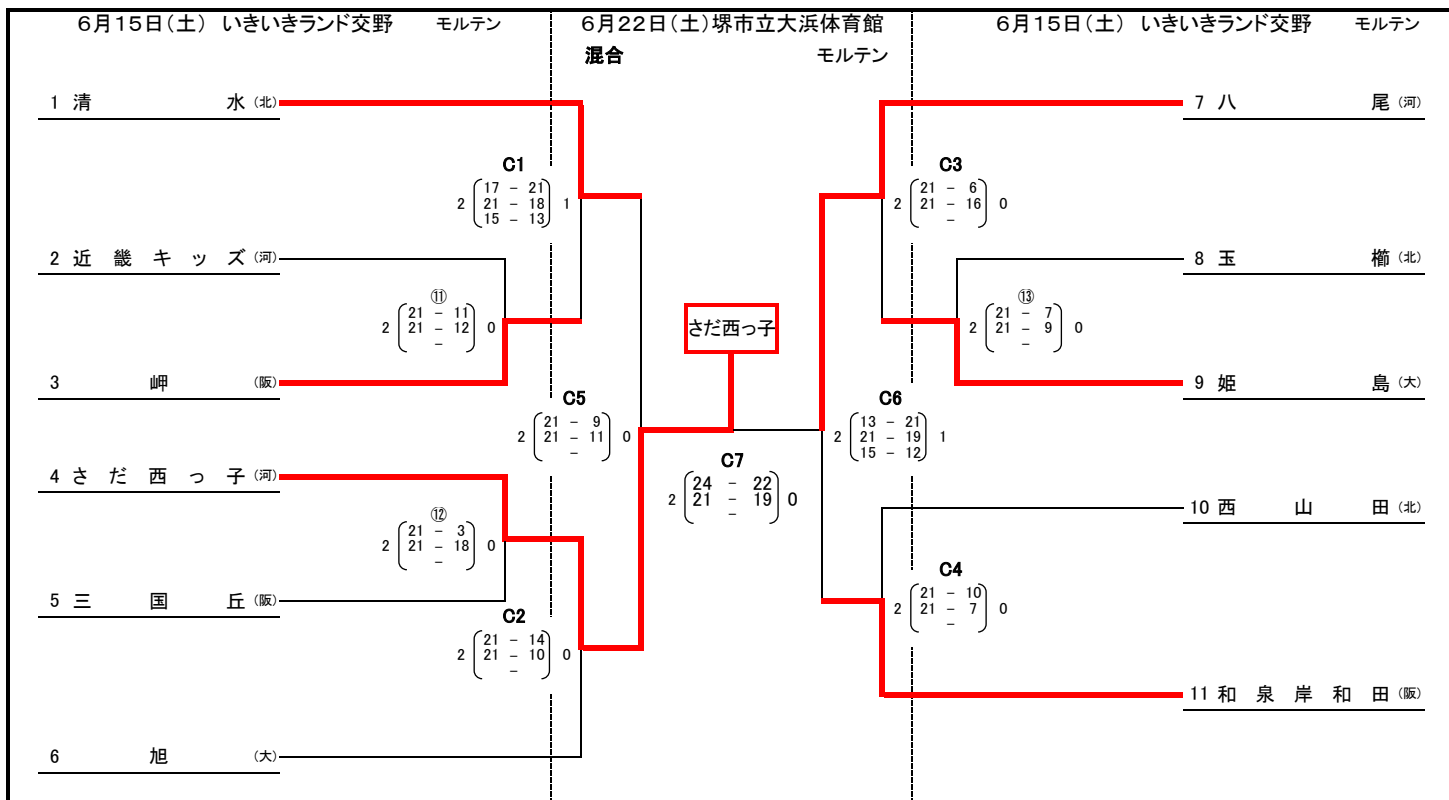 6月15日(土) いきいきランド交野 モルテン
6月22日(土)堺市立大浜体育館
混合 モルテン
6月15日(土) いきいきランド交野 モルテン
1 清水(北)
C1
2 17 - 21 1
21 - 18
15 - 13
2 近畿キッズ(河)
⑪
2 21 - 11 0
21 - 12
-
3 岬 (阪)
C5
2 21 - 9 0
21 - 11
-
4 さだ西っ子(河)
⑫
2 21 - 3 0
21 - 18
-
5 三国丘(阪)
C2
2 21 - 14 0
21 - 10
-
6 旭 (大)
さだ西っ子
C7
2 24 - 22 0
21 - 19
-
7 八尾(河)
C3
2 21 - 6 0
21 - 16
-
8 玉櫛(北)
⑬
2 21 - 7 0
21 - 9
-
9 姫島(大)
C6
2 13 - 21 1
21 - 19
15 - 12
10 西山田(北)
C4
2 21 - 10 0
21 - 7
-
11 和泉岸和田(阪)